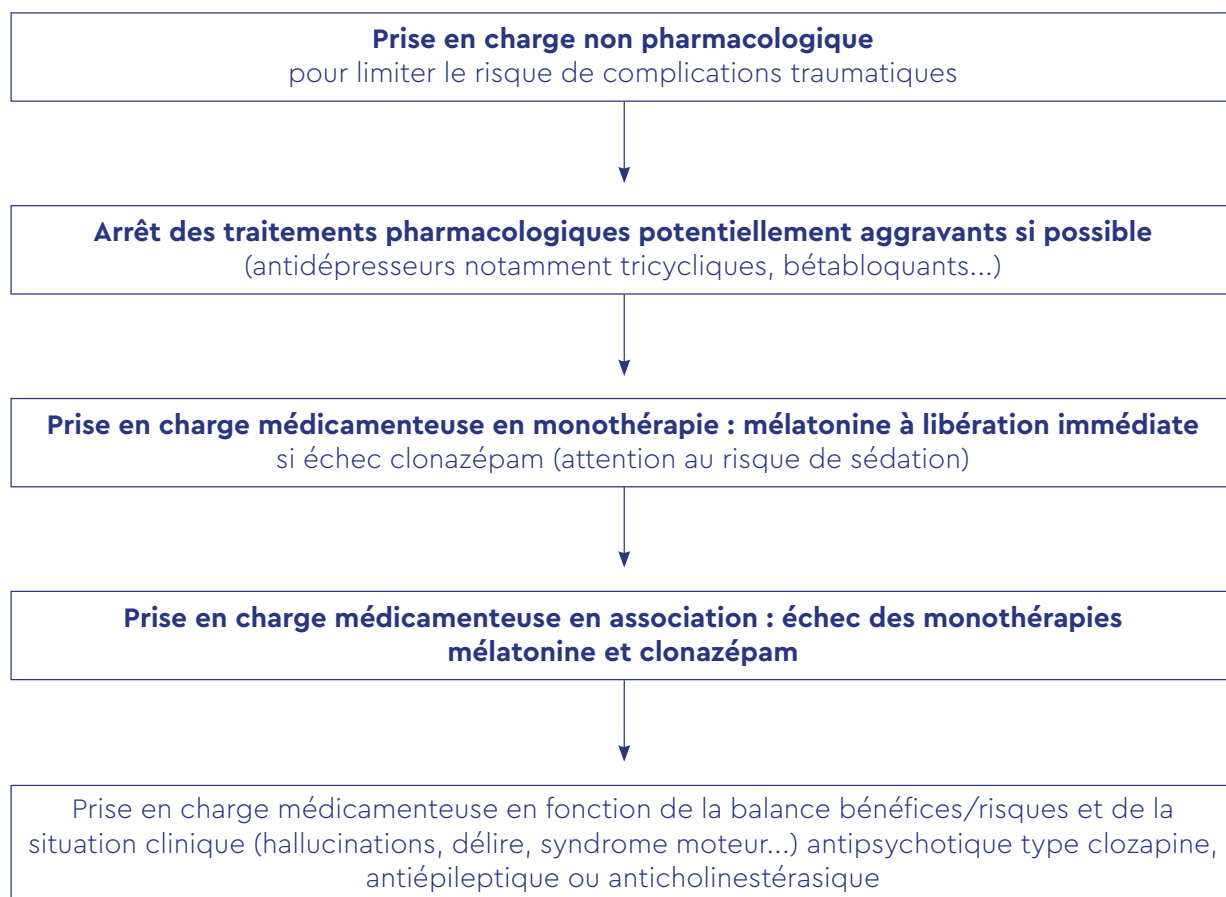 Prise en charge non pharmacologique
pour limiter le risque de complications traumatiques
Arrêt des traitements pharmacologiques potentiellement aggravants si possible
(antidépresseurs notamment tricycliques, bétabloquants...)
Prise en charge médicamenteuse en monothérapie : mélatonine à libération immédiate
si échec clonazépam (attention au risque de sédation)
Prise en charge médicamenteuse en association : échec des monothérapies
mélatonine et clonazépam
Prise en charge médicamenteuse en fonction de la balance bénéfices/risques et de la
situation clinique (hallucinations, délire, syndrome moteur...) antipsychotique type clozapine,
antiépileptique ou anticholinestérasique